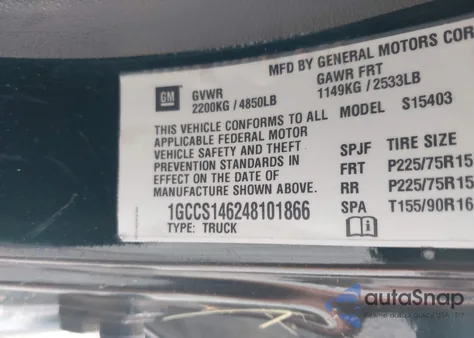 MFD BY GENERAL MOTORS COR
GM
GVWR
2200KG / 4850LB
GAWR FRT
1149KG / 2533LB
THIS VEHICLE CONFORMS TO ALL
APPLICABLE FEDERAL MOTOR
VEHICLE SAFETY AND THEFT
PREVENTION STANDARDS IN
EFFECT ON THE DATE OF
MANUFACTURE SHOWN ABOVE.
1GCCS146248101866
TYPE: TRUCK
MODEL S15403
SPJF TIRE SIZE
FRT P225/75R15
RR P225/75R15
SPA T155/90R16
autoSnap